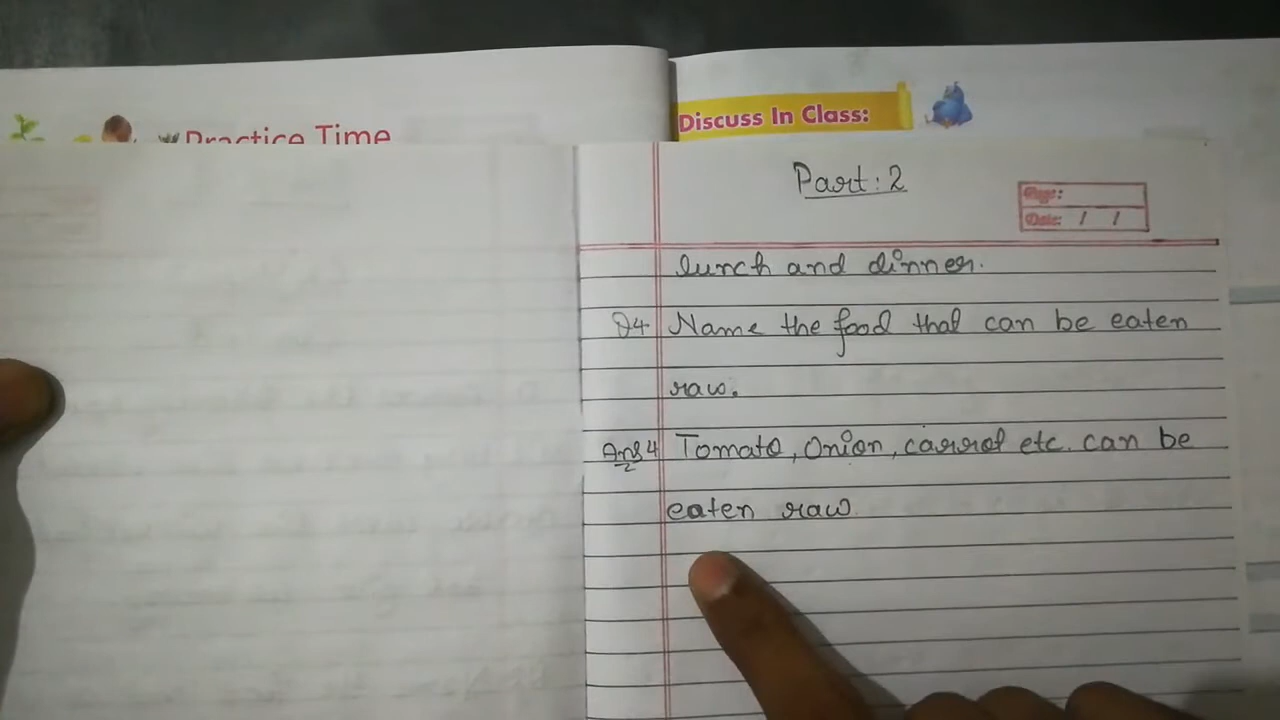 Practice Time
Discuss In Class:
Part: 2
Page:
Date: / /
lunch and dinner.
Q4 Name the food that can be eaten
raw.
Ans 4 Tomato, Onion, carrot etc. can be
eaten raw.